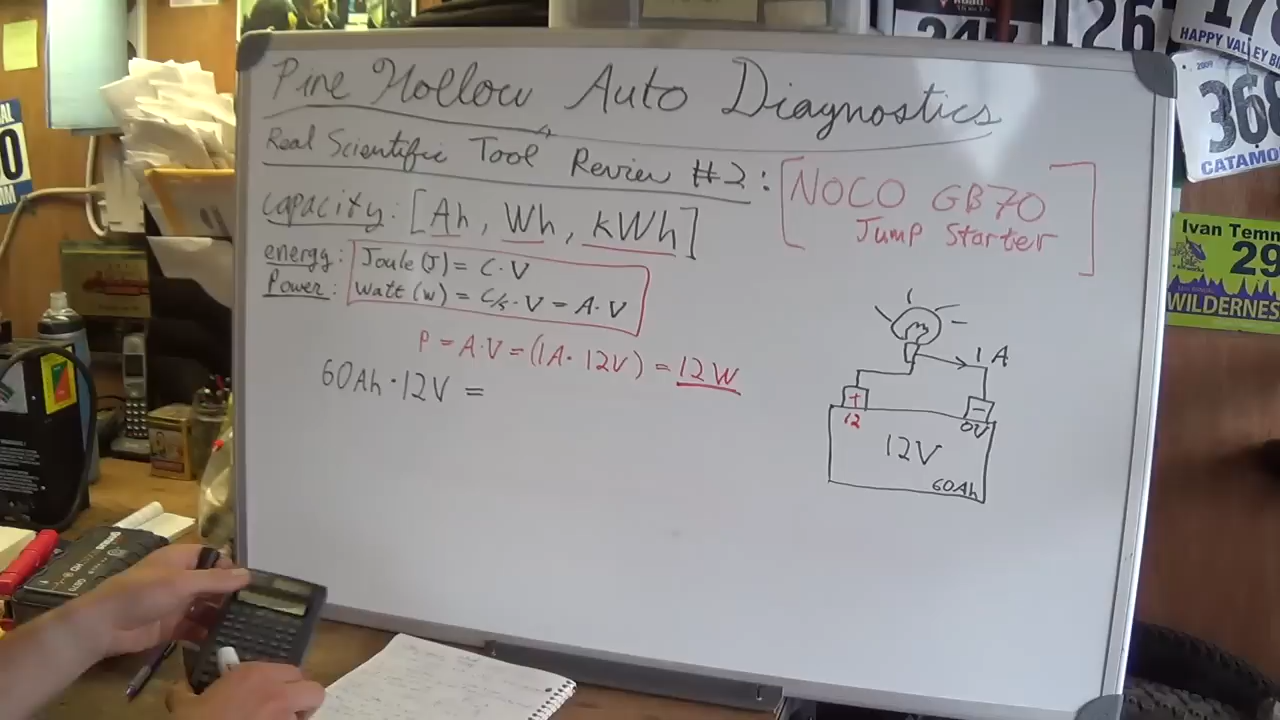 Pine Hollow Auto Diagnostics
Real Scientific Tool Review #2: [NOCO GB70
Jump Starter]
capacity: [Ah, Wh, kWh]
energy: Joule (J) = C·V
Power: Watt (W) = C/s·V = A·V
P = A·V = (1A·12V) = 12W
60Ah·12V =
1A
+
12
−
0V
12V
60Ah
126
HAPPY VALLEY
368
CATAMO
Ivan Temn
29
WILDERNES